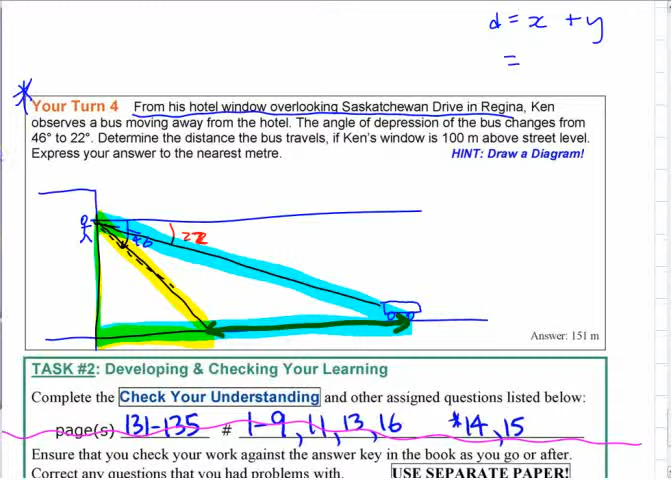 d = x + y
=
* Your Turn 4 From his hotel window overlooking Saskatchewan Drive in Regina, Ken
observes a bus moving away from the hotel. The angle of depression of the bus changes from
46° to 22°. Determine the distance the bus travels, if Ken's window is 100 m above street level.
Express your answer to the nearest metre. HINT: Draw a Diagram!
46 22
Answer: 151 m
TASK #2: Developing & Checking Your Learning
Complete the Check Your Understanding and other assigned questions listed below:
page(s) 131-135 # 1-9, 11, 13, 16 *14, 15
Ensure that you check your work against the answer key in the book as you go or after.
Correct any questions that you had problems with. USE SEPARATE PAPER!